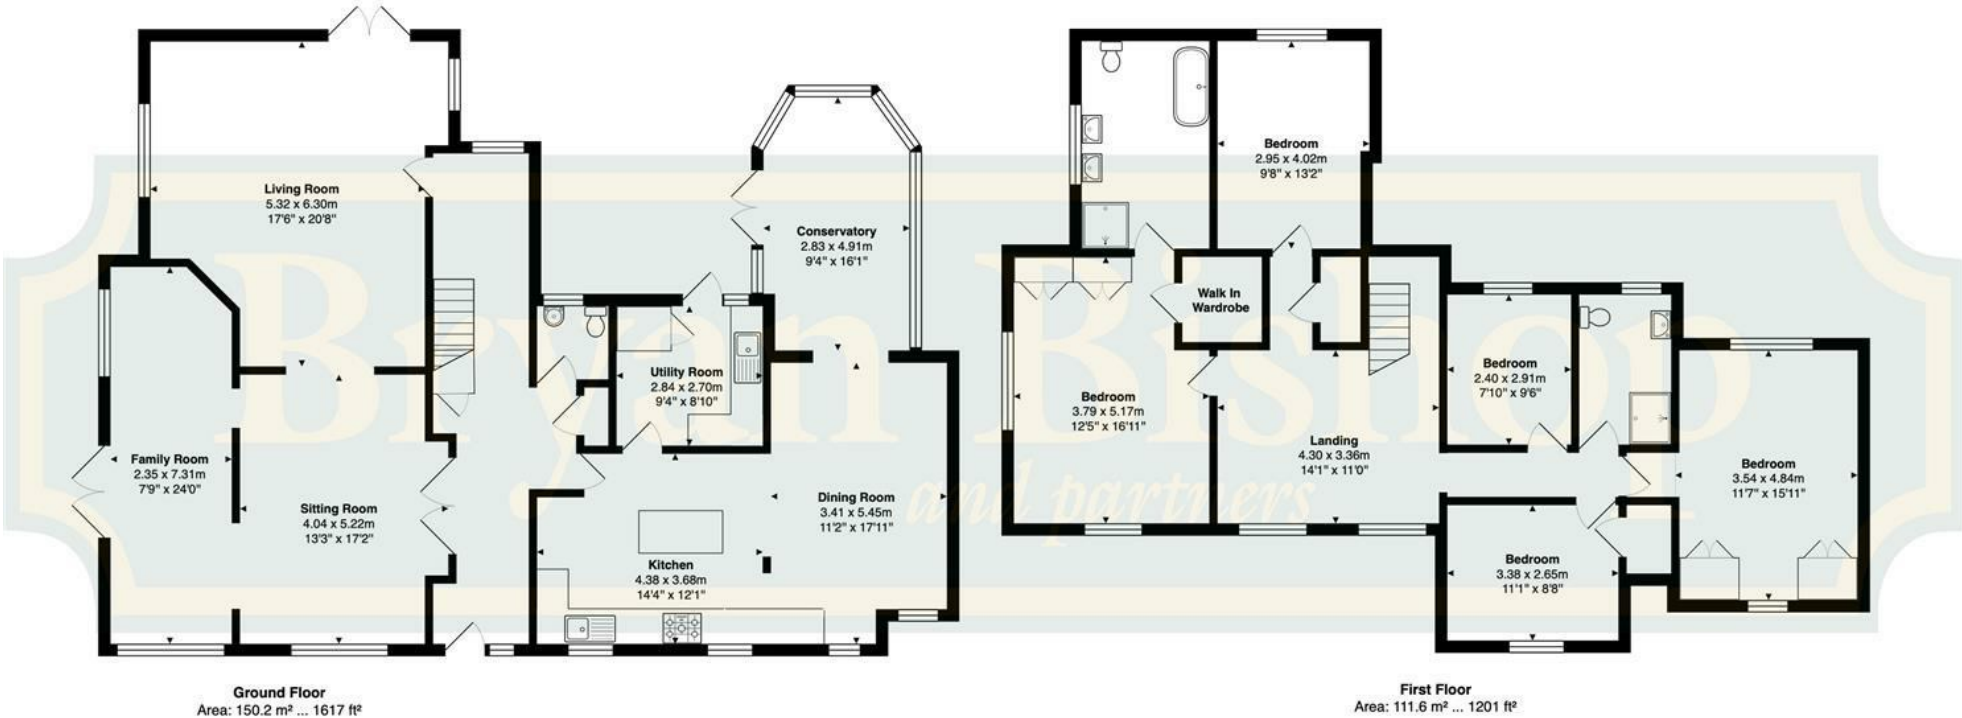 Living Room
5.32 x 6.30m
17'6" x 20'8"
Conservatory
2.83 x 4.91m
9'4" x 16'1"
Utility Room
2.84 x 2.70m
9'4" x 8'10"
Family Room
2.35 x 7.31m
7'9" x 24'0"
Sitting Room
4.04 x 5.22m
13'3" x 17'2"
Kitchen
4.38 x 3.68m
14'4" x 12'1"
Dining Room
3.41 x 5.45m
11'2" x 17'11"
Ground Floor
Area: 150.2 m² ... 1617 ft²
Bedroom
2.95 x 4.02m
9'8" x 13'2"
Walk In
Wardrobe
Bedroom
3.79 x 5.17m
12'5" x 16'11"
Landing
4.30 x 3.36m
14'1" x 11'0"
Bedroom
2.40 x 2.91m
7'10" x 9'6"
Bedroom
3.54 x 4.84m
11'7" x 15'11"
Bedroom
3.38 x 2.65m
11'1" x 8'8"
First Floor
Area: 111.6 m² ... 1201 ft²
Bryan Bishop
and partners